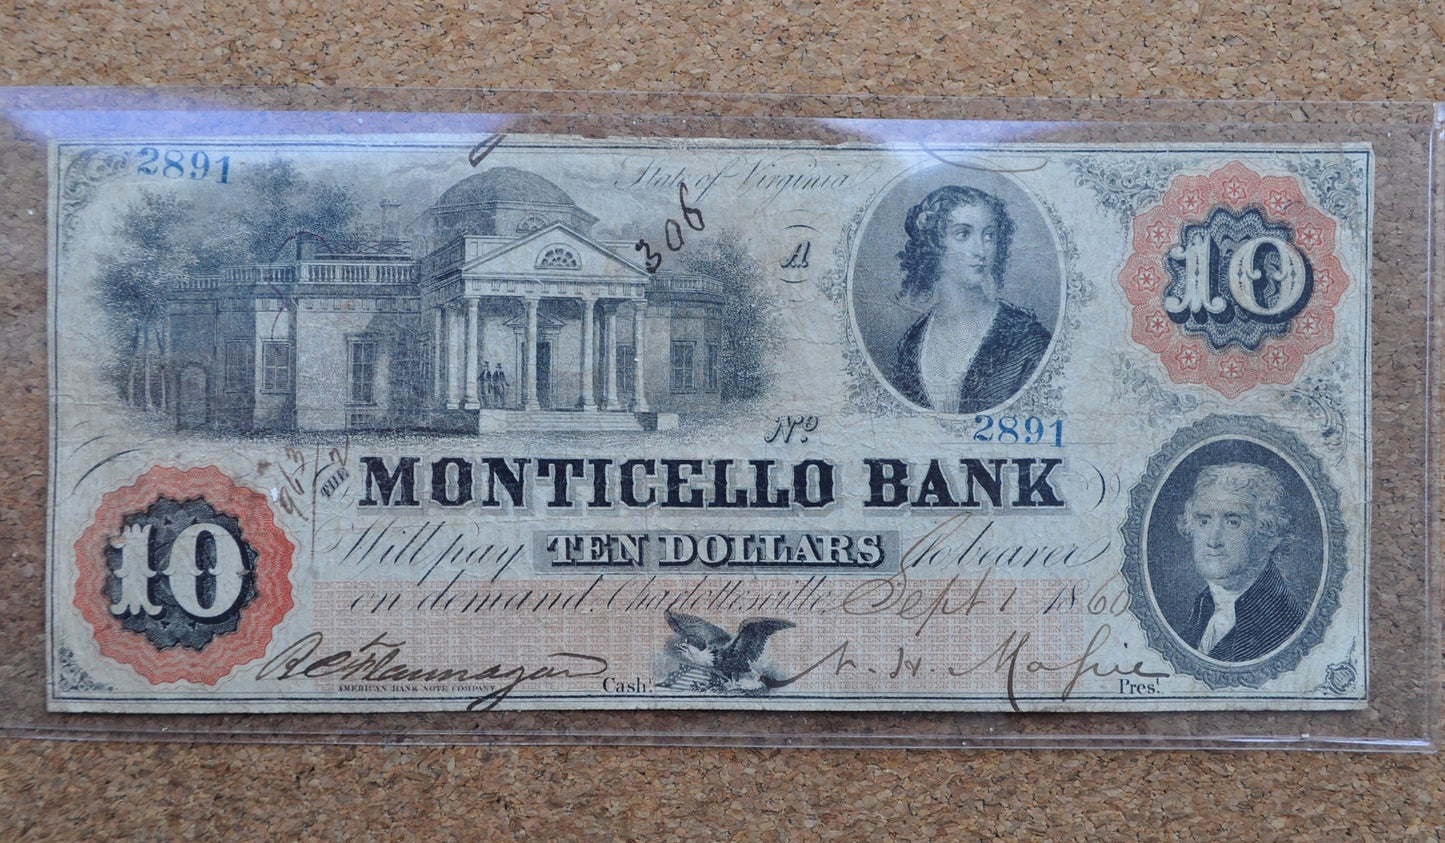 2891
State of Virginia
306
A
10
No. 2891
THE MONTICELLO BANK
Will pay TEN DOLLARS to bearer
on demand. Charlottesville, Sept 1 1860
10
Cash.r
Pres.t
AMERICAN BANK NOTE COMPANY